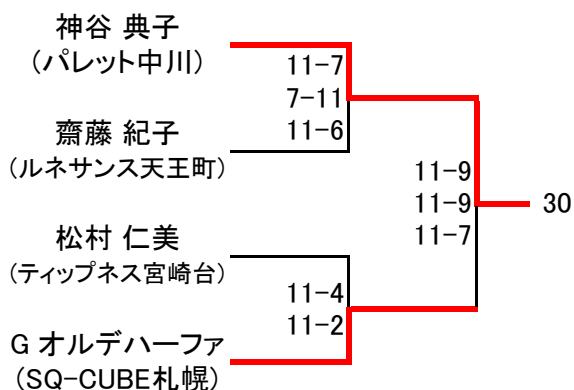 神谷 典子
(パレット中川)
11-7
7-11
11-6
齋藤 紀子
(ルネサンス天王町)
11-9
11-9
11-7
30
松村 仁美
(ティップネス宮崎台)
11-4
11-2
G オルデハーファ
(SQ-CUBE札幌)